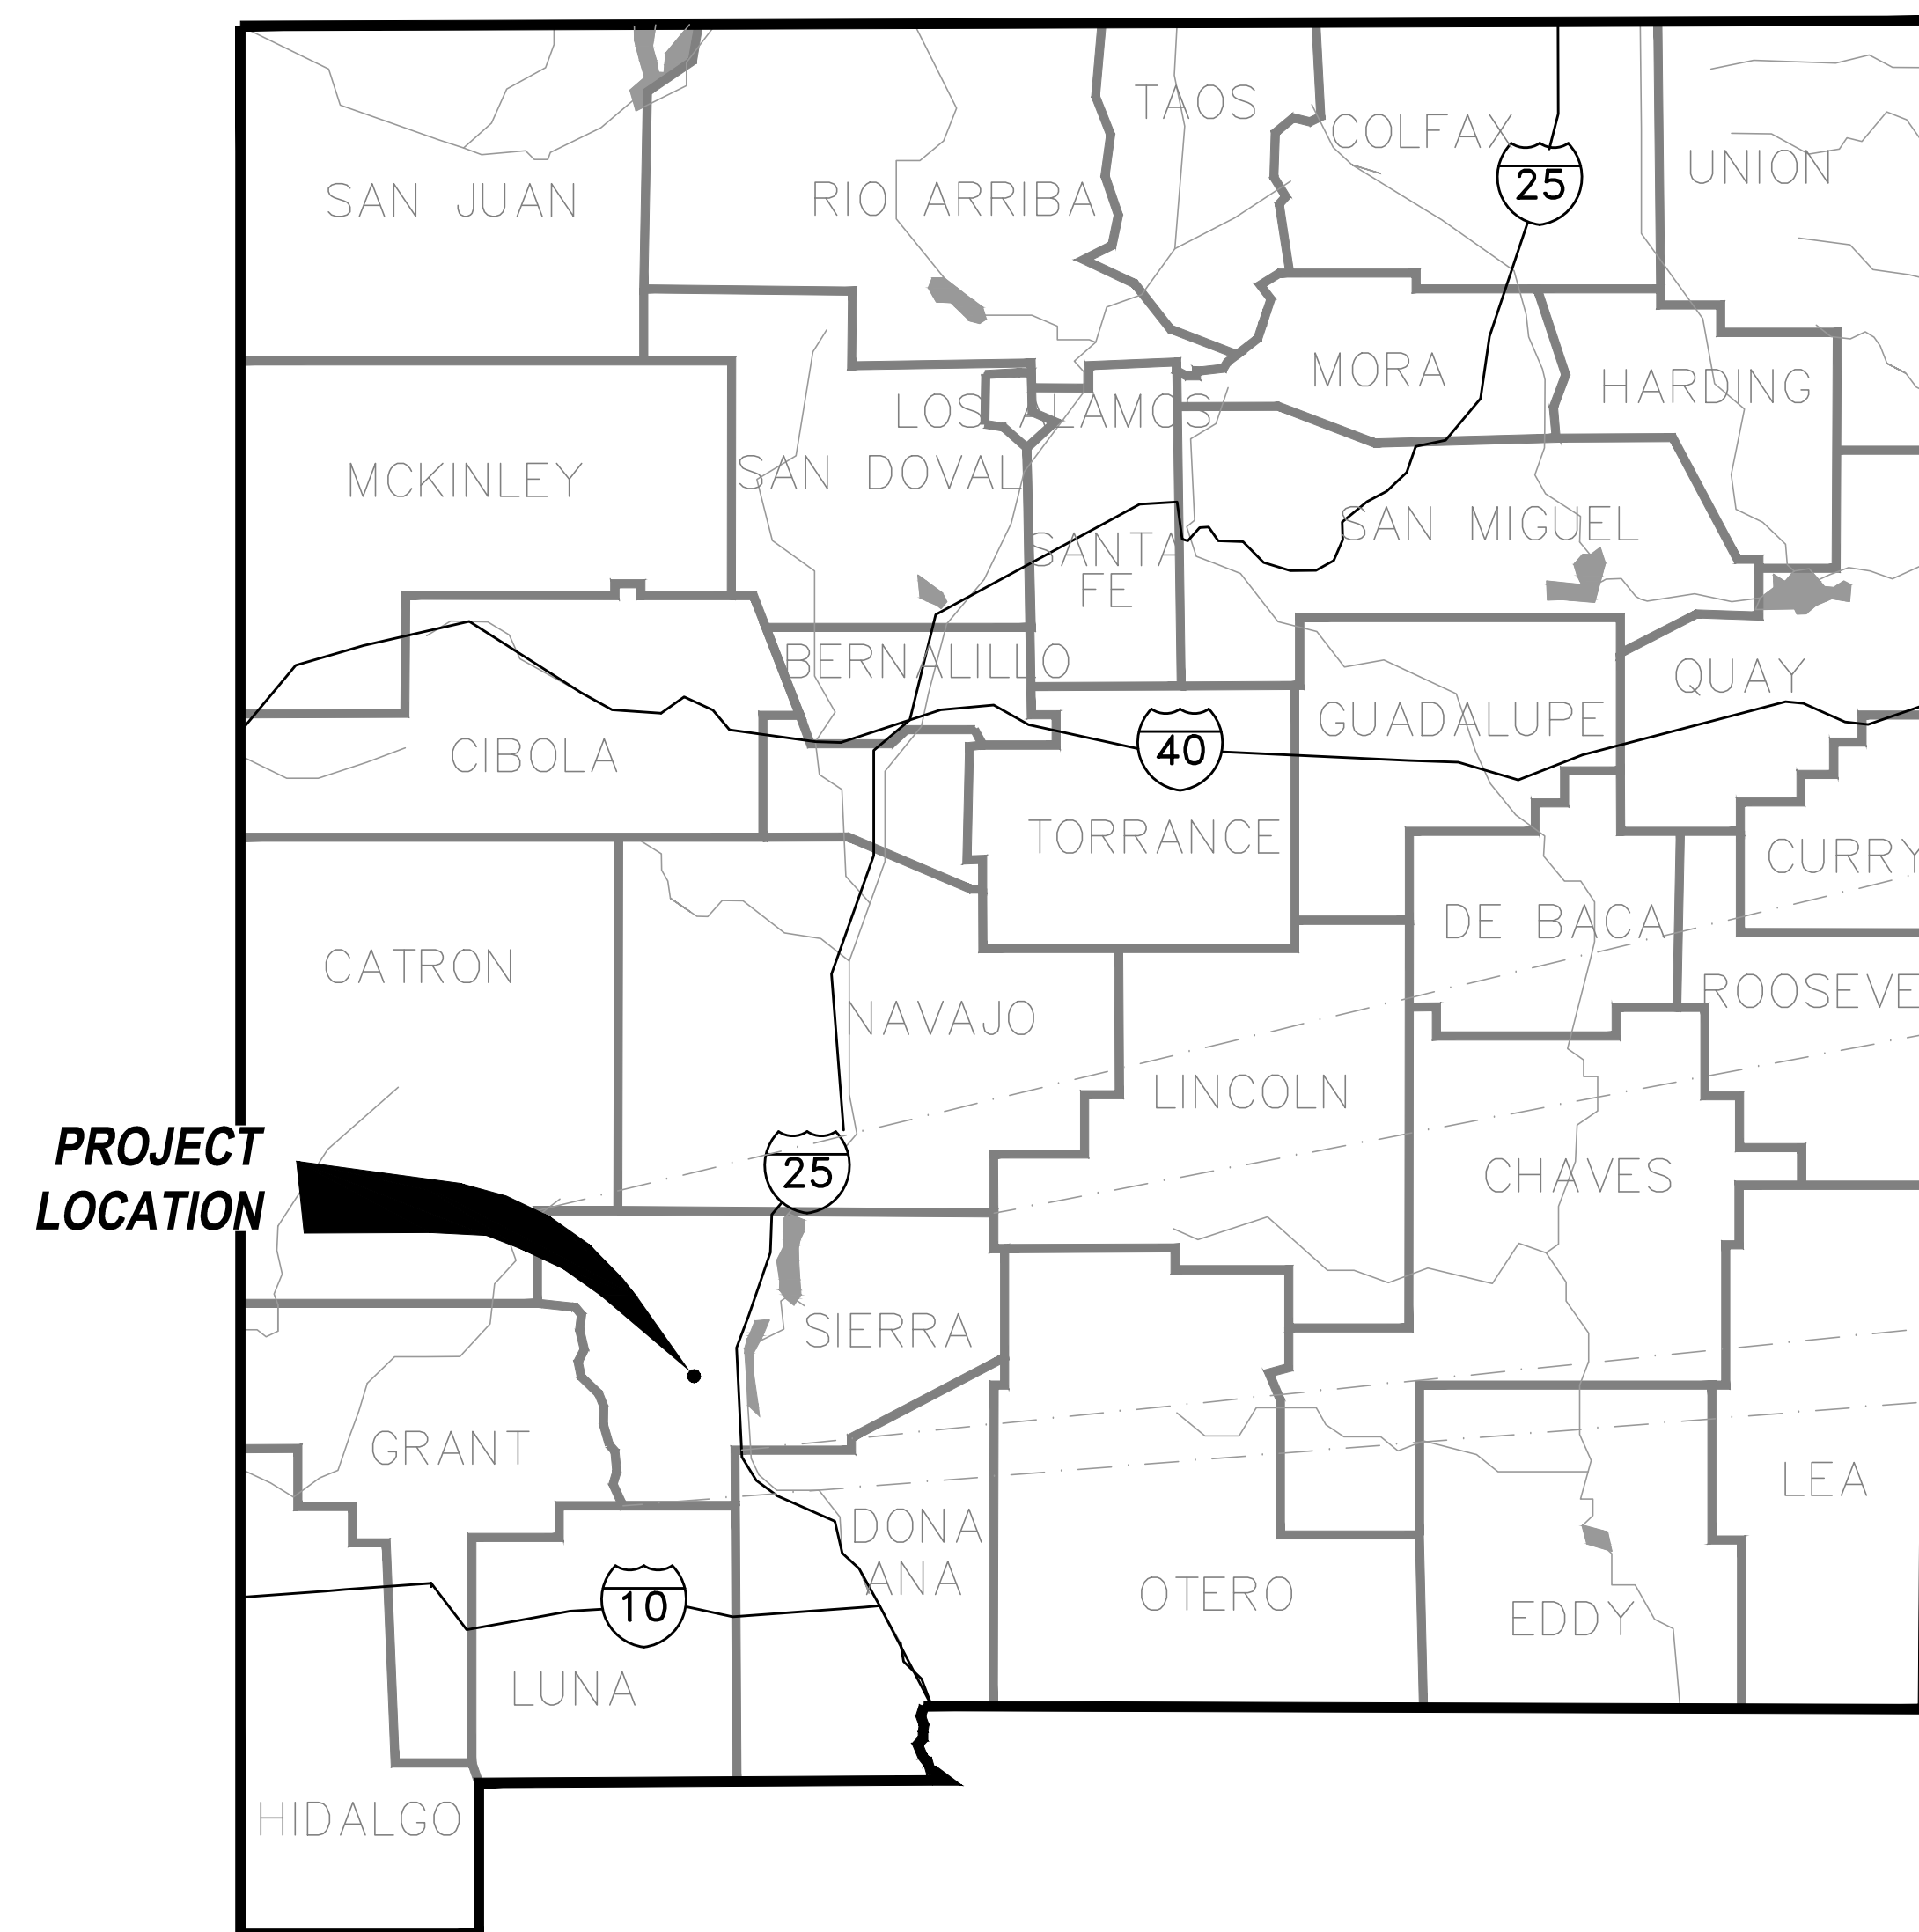 TAOS
COLFAX
25
UNION
SAN JUAN
RIO ARRIBA
MORA
HARDING
LOS ALAMOS
MCKINLEY
SAN DOVAL
SAN MIGUEL
SANTA
FE
BERNALILLO
QUAY
GUADALUPE
CIBOLA
40
TORRANCE
CURRY
DE BACA
CATRON
ROOSEVE
NAVAJO
LINCOLN
PROJECT
LOCATION
25
CHAVES
SIERRA
GRANT
LEA
DONA
ANA
OTERO
10
EDDY
LUNA
HIDALGO